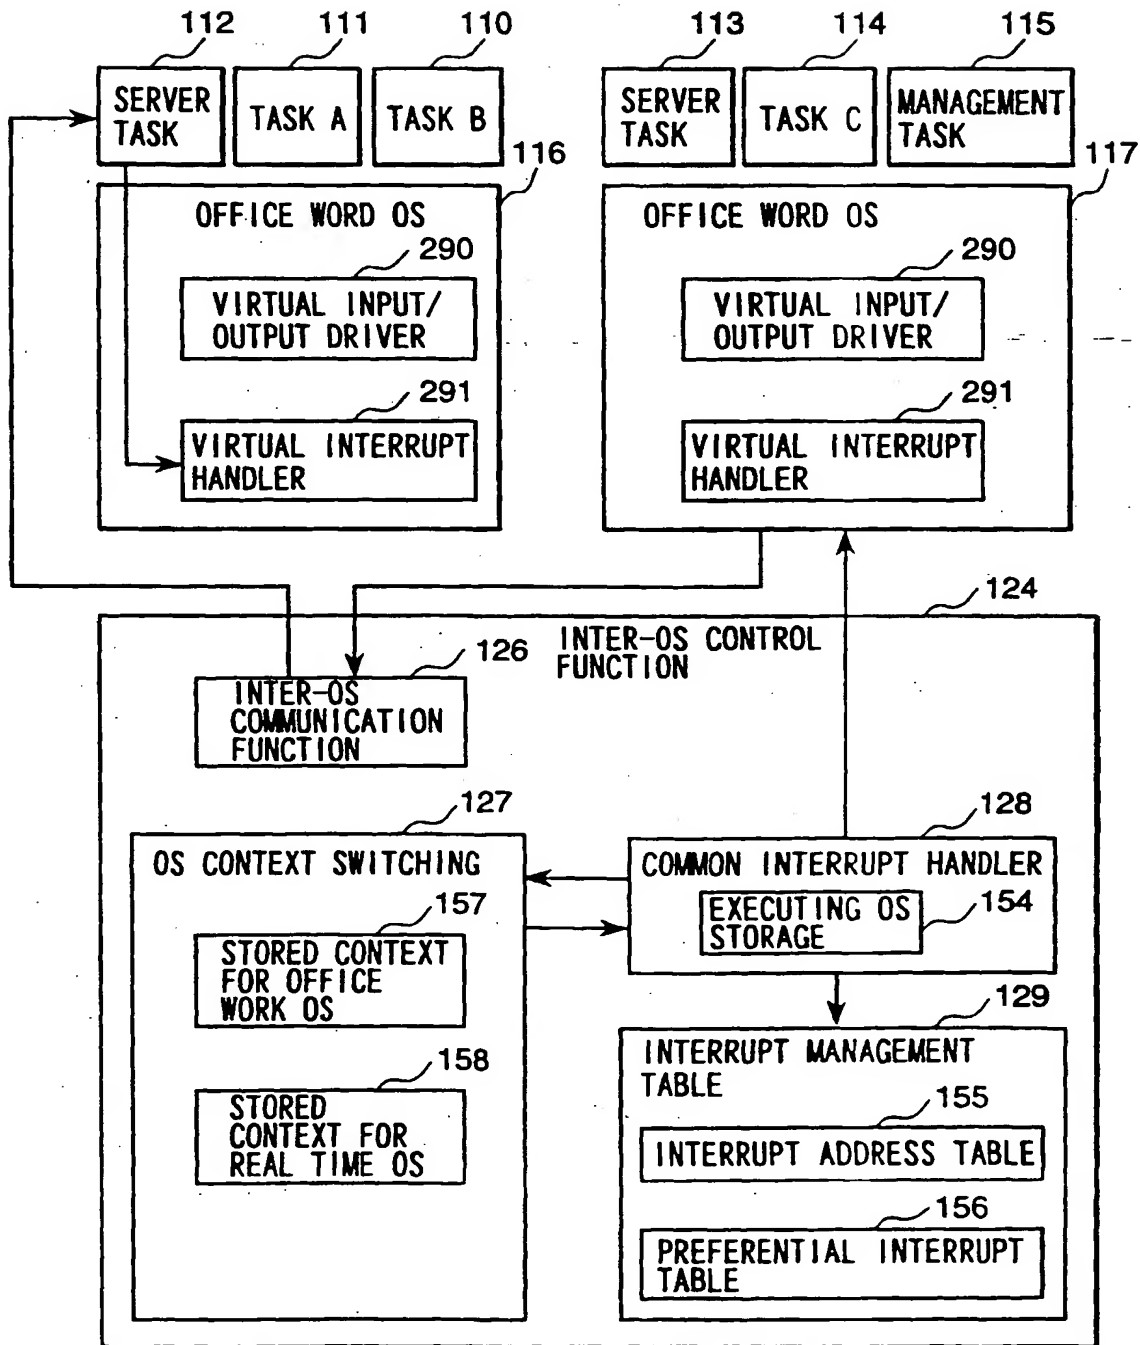 112
111
110
113
114
115
SERVER
TASK
TASK A
TASK B
SERVER
TASK
TASK C
MANAGEMENT
TASK
116
117
OFFICE WORD OS
290
VIRTUAL INPUT/
OUTPUT DRIVER
291
VIRTUAL INTERRUPT
HANDLER
OFFICE WORD OS
290
VIRTUAL INPUT/
OUTPUT DRIVER
291
VIRTUAL INTERRUPT
HANDLER
124
INTER-OS CONTROL
FUNCTION
126
INTER-OS
COMMUNICATION
FUNCTION
127
OS CONTEXT SWITCHING
157
STORED CONTEXT
FOR OFFICE
WORK OS
158
STORED
CONTEXT FOR
REAL TIME OS
128
COMMON INTERRUPT HANDLER
EXECUTING OS
STORAGE
154
129
INTERRUPT MANAGEMENT
TABLE
155
INTERRUPT ADDRESS TABLE
156
PREFERENTIAL INTERRUPT
TABLE